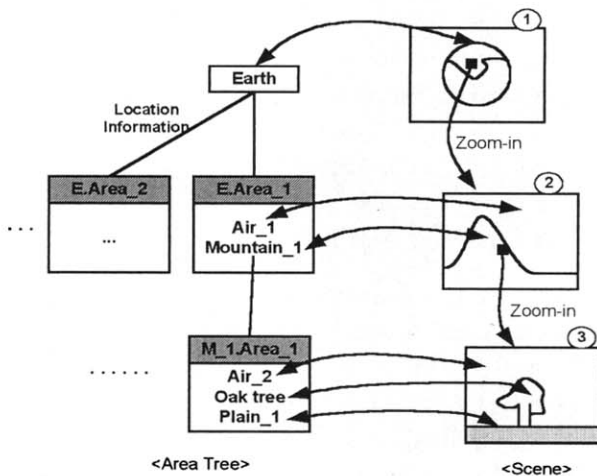 1
Earth
Location
Information
Zoom-in
E.Area_2
...
E.Area_1
Air_1
Mountain_1
2
...
Zoom-in
M_1.Area_1
Air_2
Oak tree
Plain_1
3
......
<Area Tree>
<Scene>